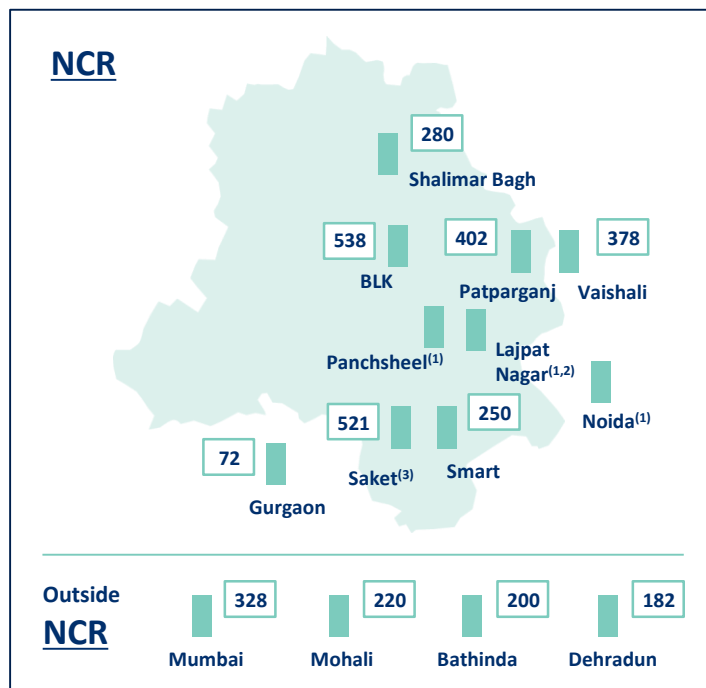 NCR
280
Shalimar Bagh
538
BLK
402
Patparganj
378
Vaishali
Panchsheel(1)
Lajpat
Nagar(1,2)
Noida(1)
521
Saket(3)
250
Smart
72
Gurgaon
Outside
NCR
328
Mumbai
220
Mohali
200
Bathinda
182
Dehradun